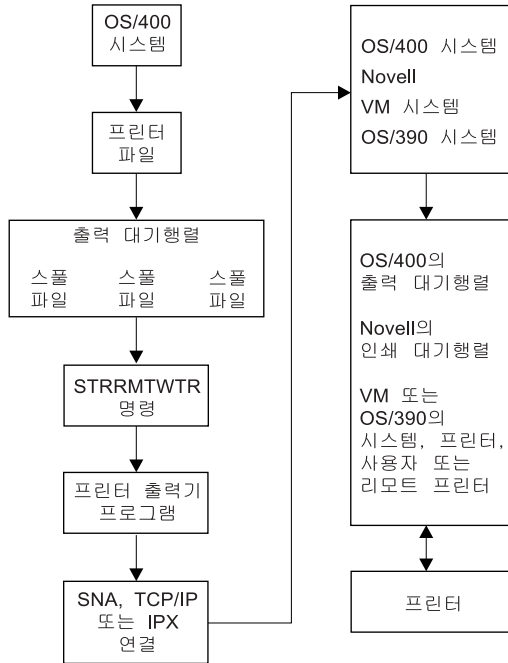 OS/400
시스템
프린터
파일
출력 대기행렬
스풀 스풀 스풀
파일 파일 파일
STRRMTWTR
명령
프린터 출력기
프로그램
SNA, TCP/IP
또는 IPX
연결
OS/400 시스템
Novell
VM 시스템
OS/390 시스템
OS/400의
출력 대기행렬
Novell의
인쇄 대기행렬
VM 또는
OS/390의
시스템, 프린터,
사용자 또는
리모트 프린터
프린터